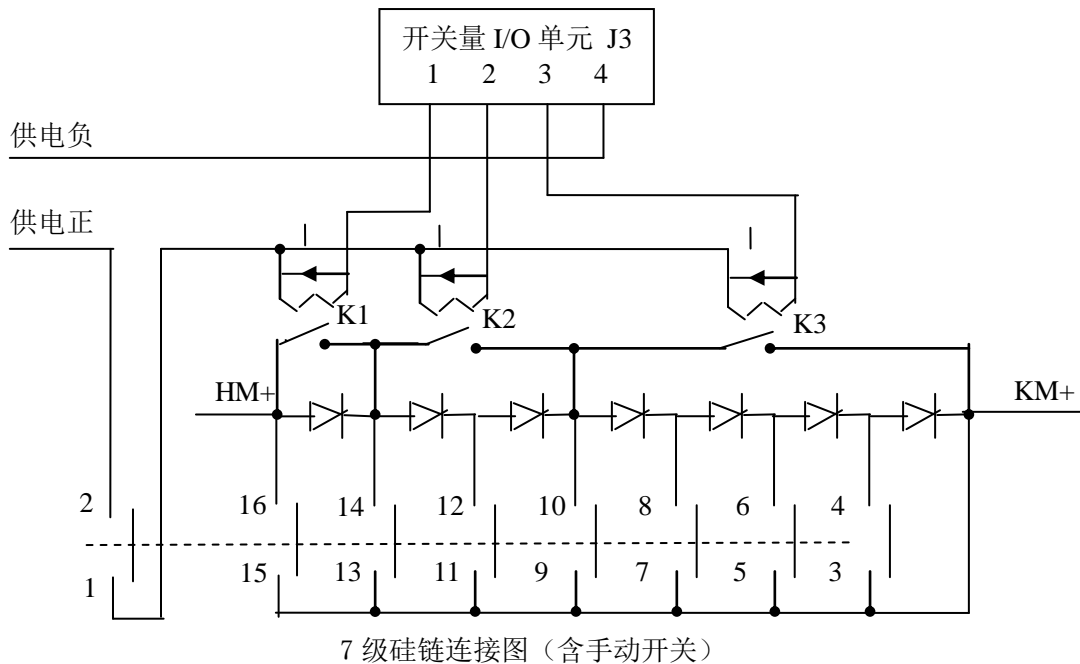 开关量 I/O 单元 J3
1 2 3 4
供电负
供电正
K1 K2 K3
HM+ KM+
2 16 14 12 10 8 6 4
1 15 13 11 9 7 5 3
7 级硅链连接图（含手动开关）